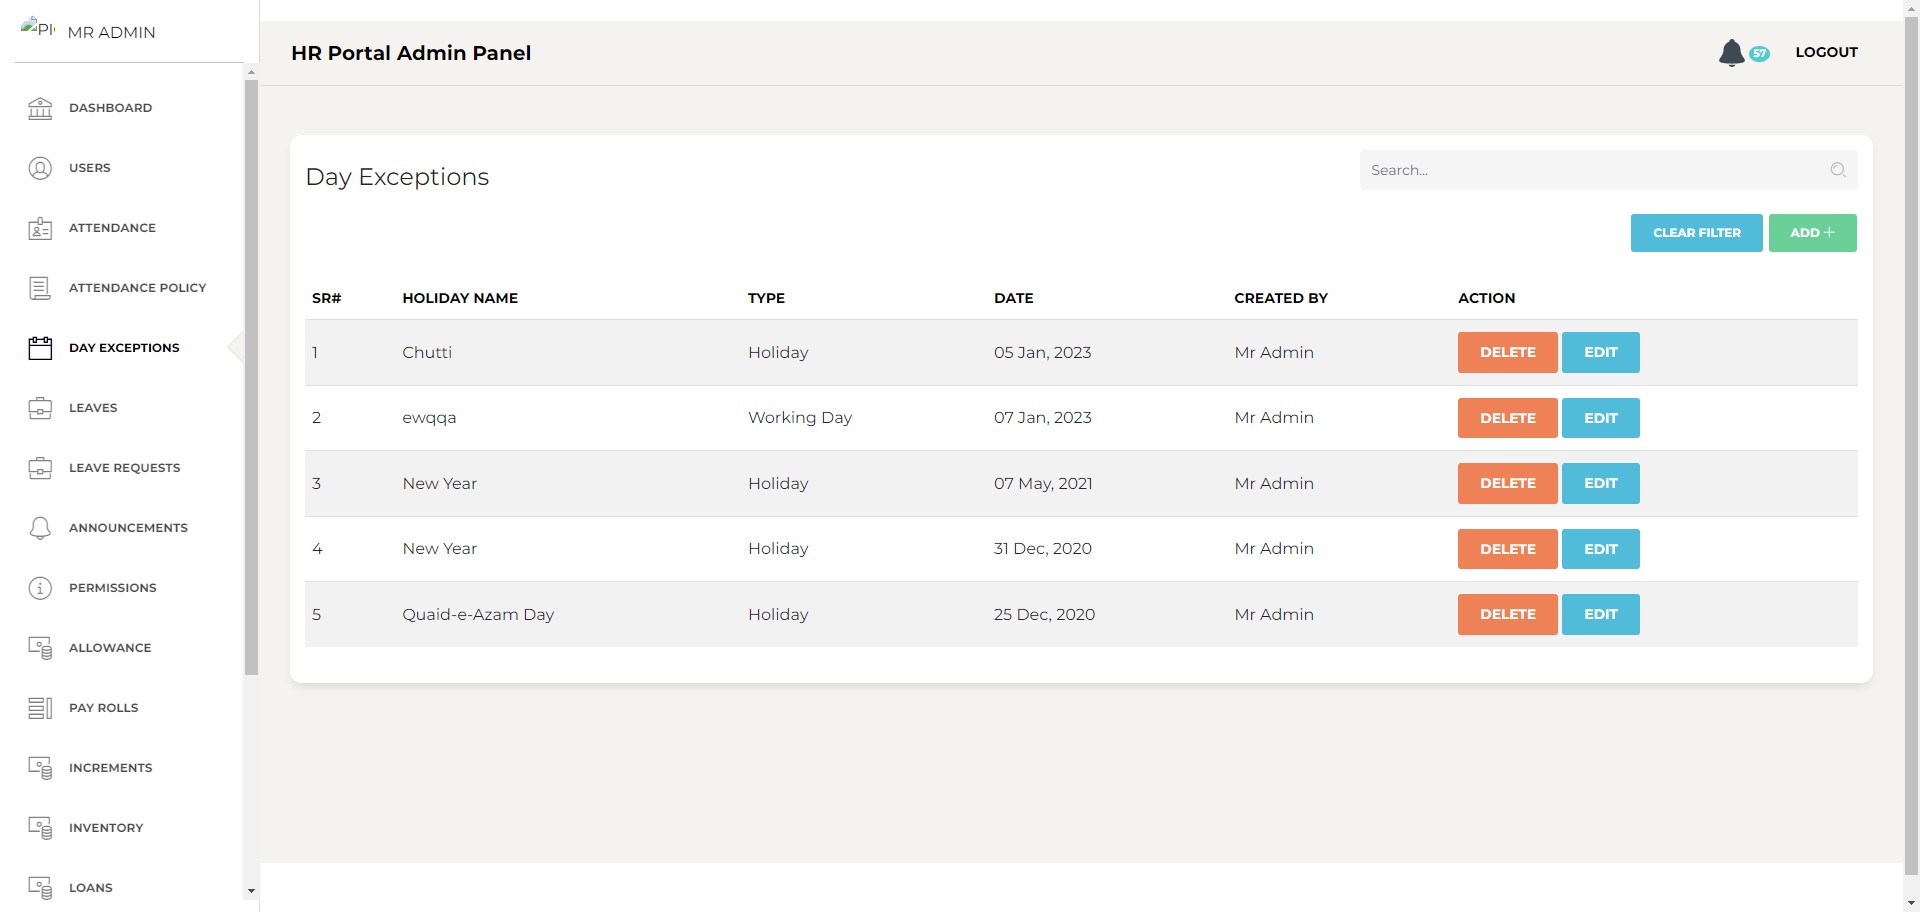 MR ADMIN
DASHBOARD
USERS
ATTENDANCE
ATTENDANCE POLICY
DAY EXCEPTIONS
LEAVES
LEAVE REQUESTS
ANNOUNCEMENTS
PERMISSIONS
ALLOWANCE
PAY ROLLS
INCREMENTS
INVENTORY
LOANS
HR Portal Admin Panel
57
LOGOUT
Day Exceptions
Search...
CLEAR FILTER
ADD +
SR# HOLIDAY NAME TYPE DATE CREATED BY ACTION
1 Chutti Holiday 05 Jan, 2023 Mr Admin DELETE EDIT
2 ewqqa Working Day 07 Jan, 2023 Mr Admin DELETE EDIT
3 New Year Holiday 07 May, 2021 Mr Admin DELETE EDIT
4 New Year Holiday 31 Dec, 2020 Mr Admin DELETE EDIT
5 Quaid-e-Azam Day Holiday 25 Dec, 2020 Mr Admin DELETE EDIT